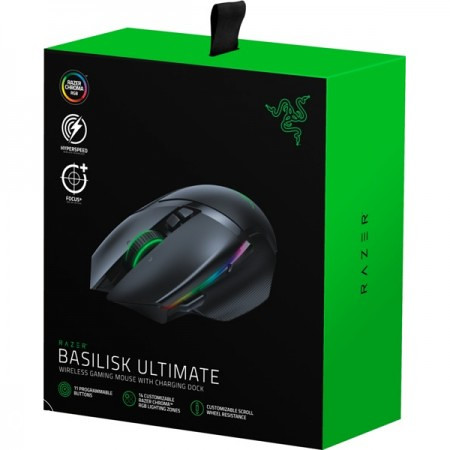 RAZER
CHROMA
RGB
HYPERSPEED
FOCUS+
RAZER
RAZER
BASILISK ULTIMATE
WIRELESS GAMING MOUSE WITH CHARGING DOCK
11 PROGRAMMABLE
BUTTONS
14 CUSTOMIZABLE
RAZER CHROMA™
RGB LIGHTING ZONES
CUSTOMIZABLE SCROLL
WHEEL RESISTANCE